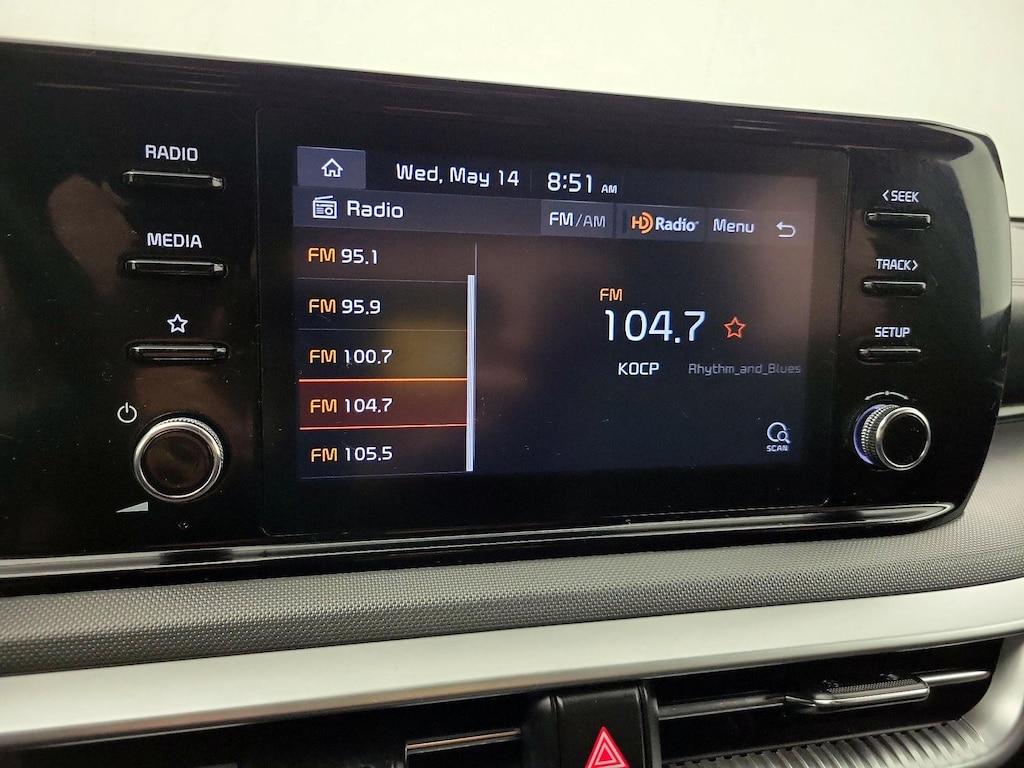 RADIO
MEDIA
Wed, May 14 8:51 AM
Radio FM/AM HD Radio Menu
FM 95.1
FM 95.9
FM 100.7
FM 104.7
FM 105.5
FM
104.7
KOCP Rhythm_and_Blues
SCAN
< SEEK
TRACK >
SETUP